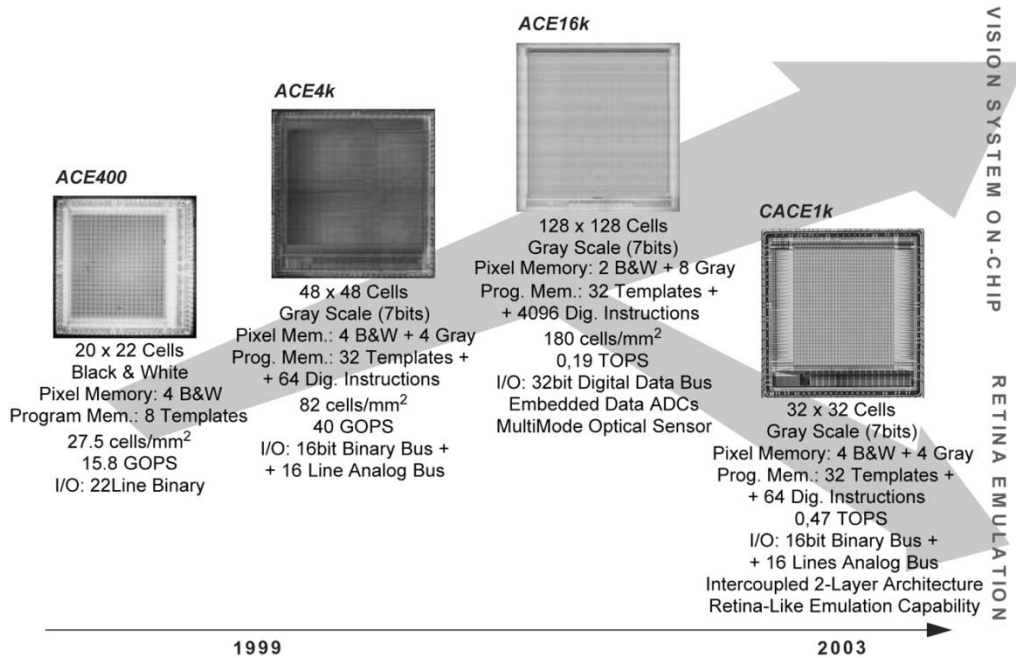 ACE400
20 x 22 Cells
Black & White
Pixel Memory: 4 B&W
Program Mem.: 8 Templates
27.5 cells/mm²
15.8 GOPS
I/O: 22Line Binary
ACE4k
48 x 48 Cells
Gray Scale (7bits)
Pixel Mem.: 4 B&W + 4 Gray
Prog. Mem.: 32 Templates +
+ 64 Dig. Instructions
82 cells/mm²
40 GOPS
I/O: 16bit Binary Bus +
+ 16 Line Analog Bus
ACE16k
128 x 128 Cells
Gray Scale (7bits)
Pixel Memory: 2 B&W + 8 Gray
Prog. Mem.: 32 Templates +
+ 4096 Dig. Instructions
180 cells/mm²
0,19 TOPS
I/O: 32bit Digital Data Bus
Embedded Data ADCs
MultiMode Optical Sensor
CACE1k
32 x 32 Cells
Gray Scale (7bits)
Pixel Memory: 4 B&W + 4 Gray
Prog. Mem.: 32 Templates +
+ 64 Dig. Instructions
0,47 TOPS
I/O: 16bit Binary Bus +
+ 16 Lines Analog Bus
Intercoupled 2-Layer Architecture
Retina-Like Emulation Capability
VISION SYSTEM ON-CHIP
RETINA EMULATION
1999
2003